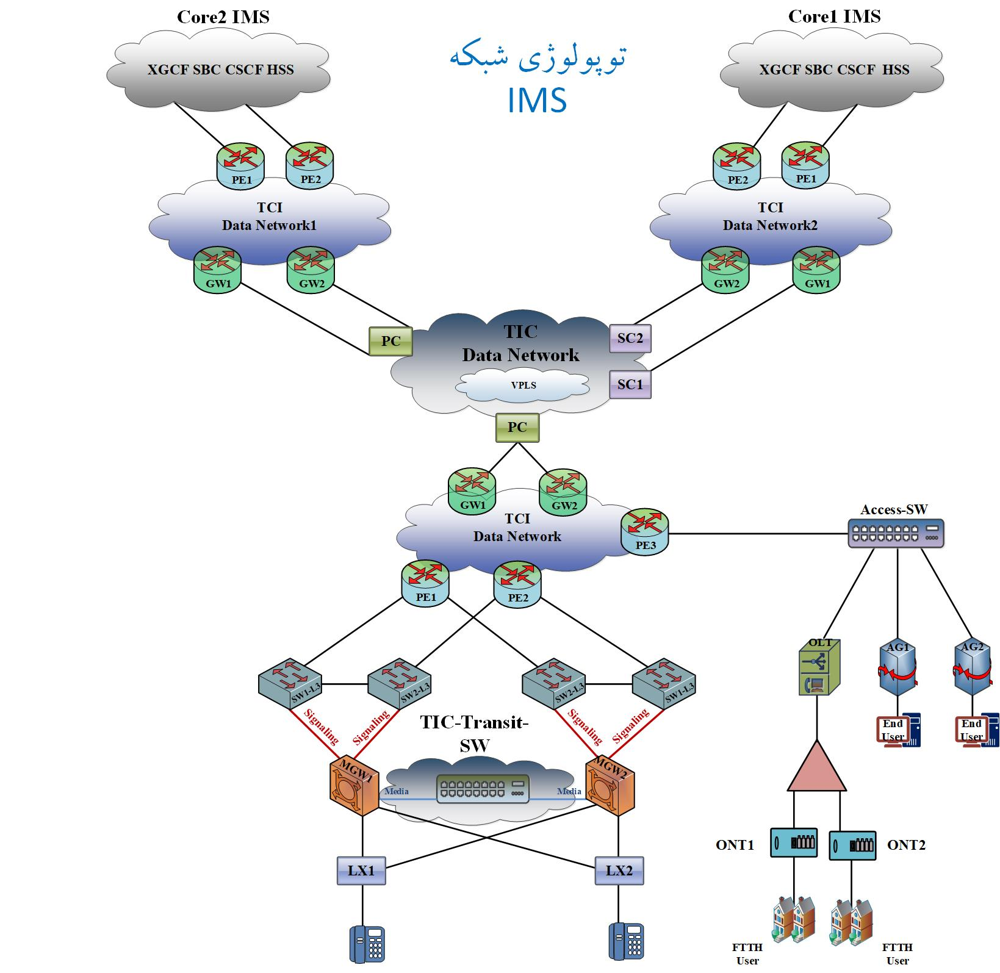 Core2 IMS
Core1 IMS
توپولوژی شبکه
IMS
XGCF SBC CSCF HSS
XGCF SBC CSCF HSS
PE1
PE2
PE2
PE1
TCI
Data Network1
TCI
Data Network2
GW1
GW2
GW2
GW1
PC
TIC
Data Network
VPLS
SC2
SC1
PC
GW1
GW2
TCI
Data Network
PE3
Access-SW
PE1
PE2
OLT
AG1
AG2
SW1-L3
SW2-L3
SW2-L3
SW1-L3
Signaling
Signaling
Signaling
Signaling
TIC-Transit-
SW
End
User
End
User
MGW1
MGW2
Media
Media
LX1
LX2
ONT1
ONT2
FTTH
User
FTTH
User